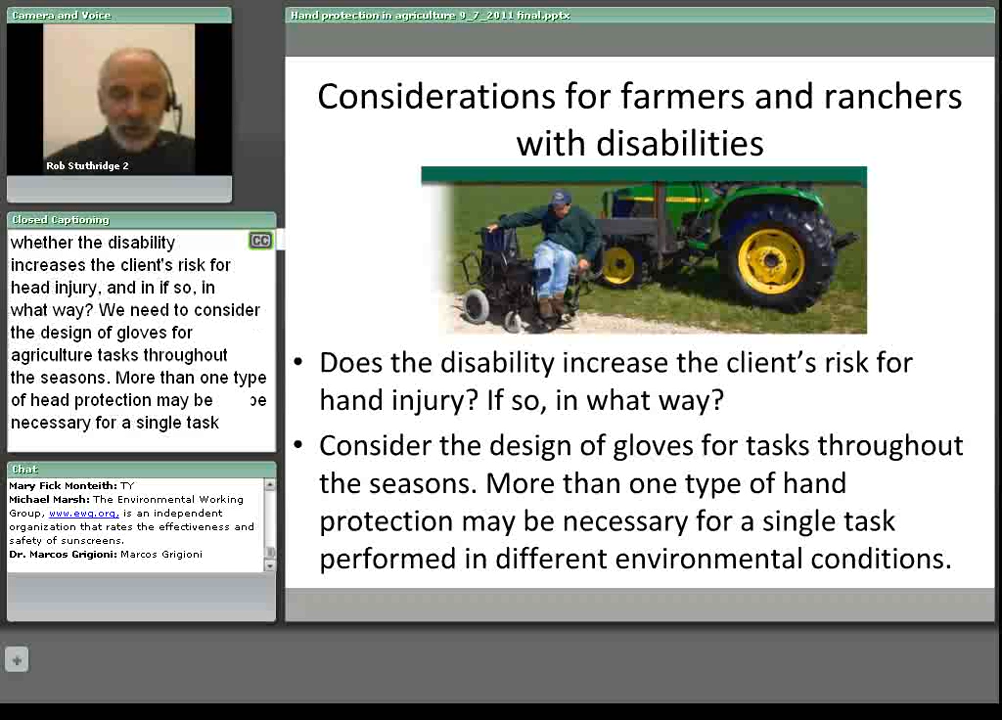 Camera and Voice
Rob Stuthridge 2
Closed Captioning
CC
whether the disability
increases the client's risk for
head injury, and in if so, in
what way? We need to consider
the design of gloves for
agriculture tasks throughout
the seasons. More than one type
of head protection may be be
necessary for a single task
Chat
Mary Fick Monteith: TY
Michael Marsh: The Environmental Working
Group, www.ewg.org, is an independent
organization that rates the effectiveness and
safety of sunscreens.
Dr. Marcos Grigioni: Marcos Grigioni
Hand protection in agriculture 9_7_2011 final.pptx
Considerations for farmers and ranchers
with disabilities
• Does the disability increase the client’s risk for
hand injury? If so, in what way?
• Consider the design of gloves for tasks throughout
the seasons. More than one type of hand
protection may be necessary for a single task
performed in different environmental conditions.